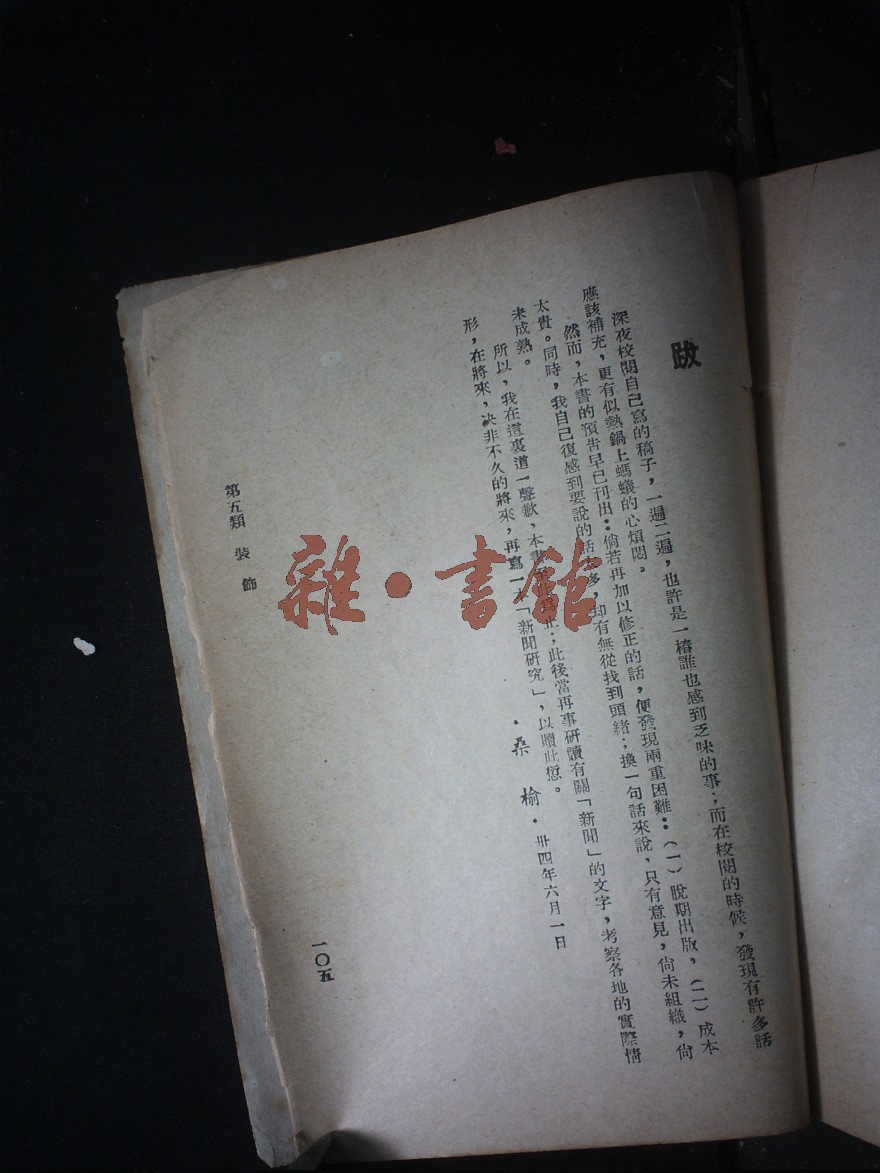 跋
深夜校閱自己寫的稿子，一遍二遍，也許是一樁誰也感到乏味的事；而在校閱的時候，發現有許多話
應該補充，更有似熱鍋上螞蟻的心煩悶。
然而，本書的預告早已刊出：倘若再加以修正的話，便發現兩重困難：（一）脫期出版，（二）成本
太貴。同時，我自己復感到要說的話多，却有無從找到頭緒；換一句話來說，只有意見，尙未組織，尙
未成熟。
所以，我在這裏道一聲歉，本書止；此後當再事研讀有關「新聞」的文字，考察各地的實際情
形，在將來，决非不久的將來，再寫一「新聞研究」，以贖此愆。
．桑榆．卅四年六月一日
第五類 裝飾
一〇五
雜·書館